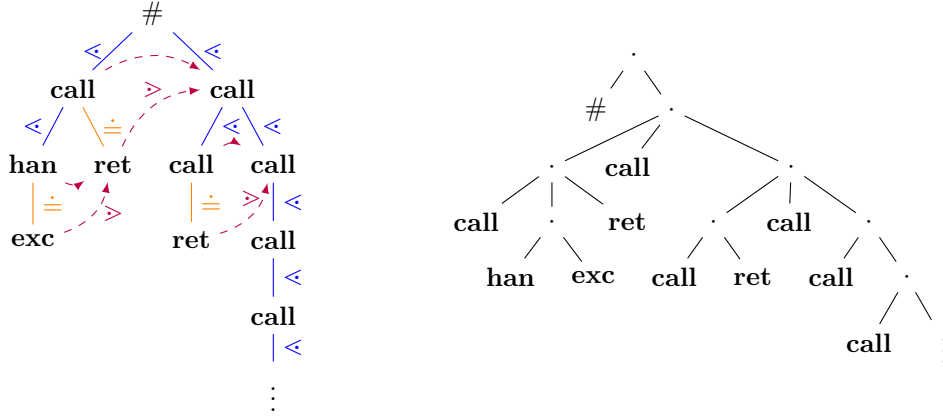 #
⋖ ⋖
·
call ⋗ call
# ·
⋖ ≐ ⋖ ⋖
han ret call call
· call ·
≐ ⋗ ≐ ⋗ ⋖
call · ret · call ·
exc ret call
han exc call ret call ·
⋖
call
call
⋖
⋮